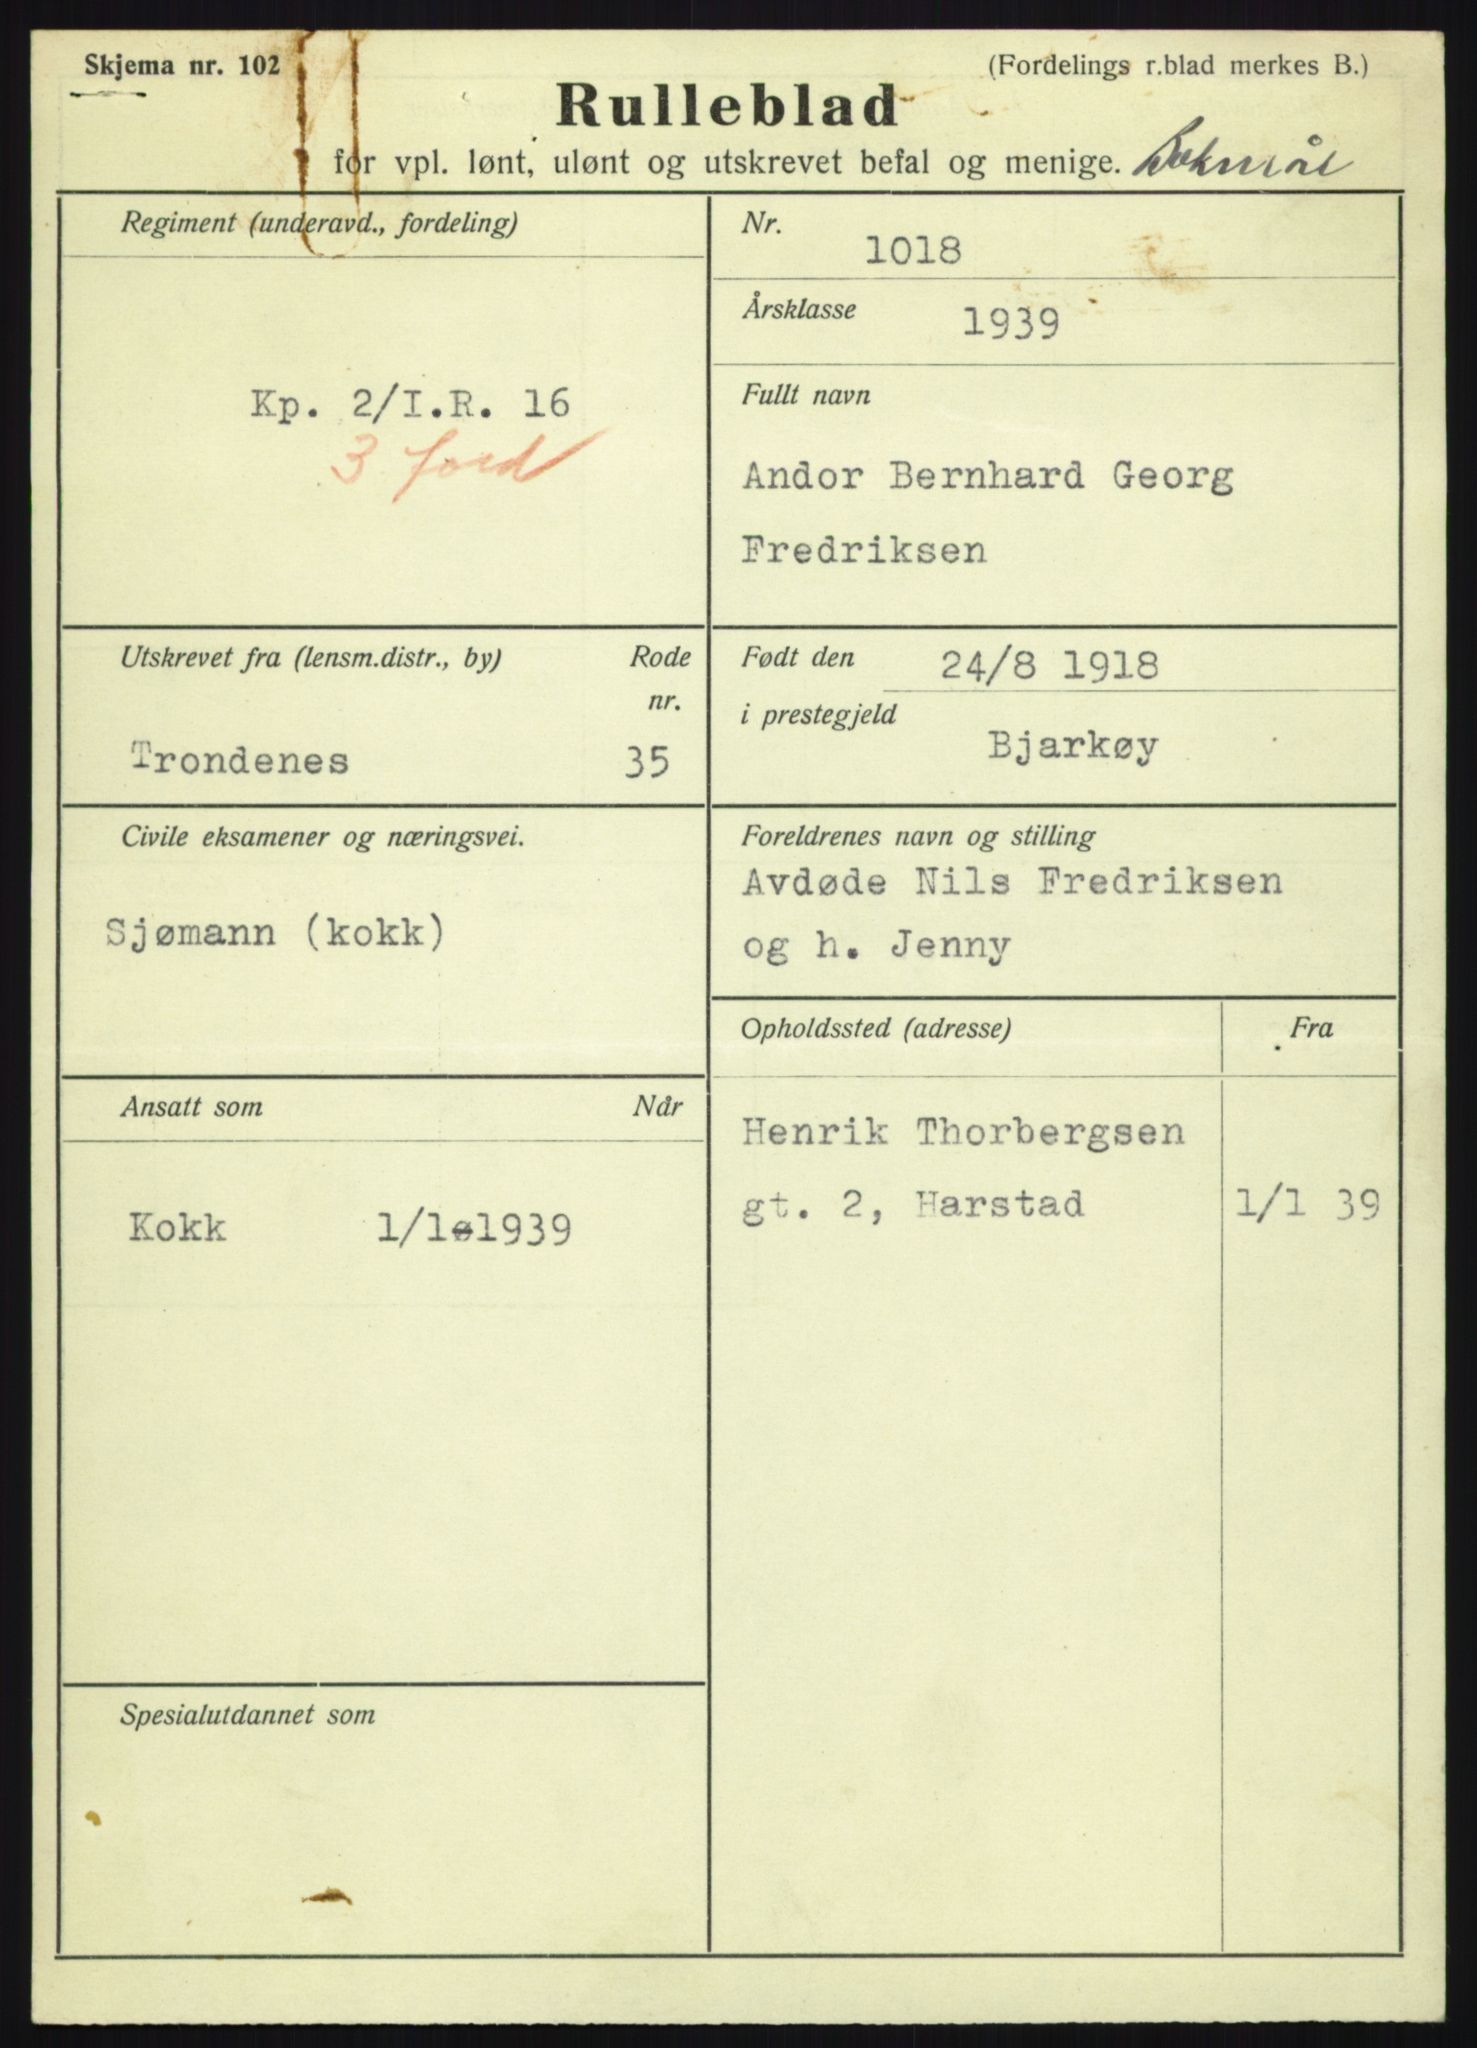 Skjema nr. 102
(Fordelings r.blad merkes B.)
Rulleblad
for vpl. lønt, ulønt og utskrevet befal og menige. Bokmål
Regiment (underavd., fordeling)
Kp. 2/I.R. 16
3 ford
Nr.
1018
Årsklasse
1939
Fullt navn
Andor Bernhard Georg
Fredriksen
Utskrevet fra (lensm.distr., by)
Rode
nr.
Trondenes
35
Født den
24/8 1918
i prestegjeld
Bjarkøy
Civile eksamener og næringsvei.
Sjømann (kokk)
Foreldrenes navn og stilling
Avdøde Nils Fredriksen
og h. Jenny
Ansatt som
Når
Kokk 1/1 1939
Opholdssted (adresse)
Fra
Henrik Thorbergsen
gt. 2, Harstad
1/1 39
Spesialutdannet som